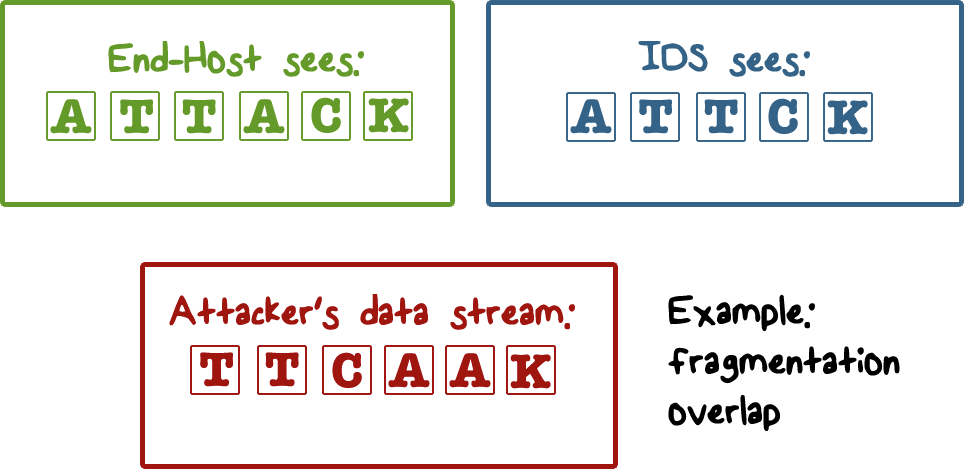 End-Host sees:
A T T A C K
IDS sees:
A T T C K
Attacker's data stream:
T T C A A K
Example:
fragmentation
overlap